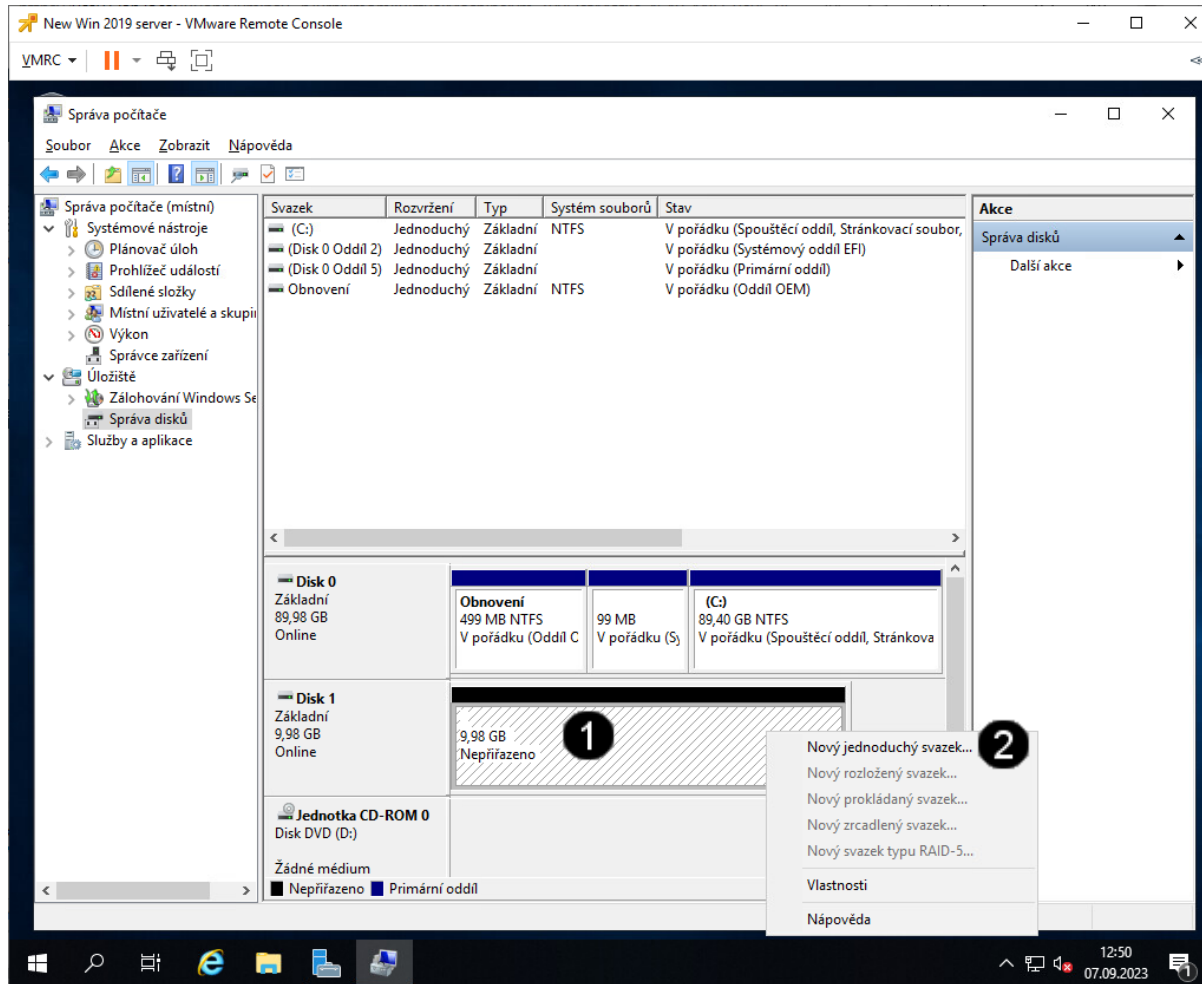 New Win 2019 server - VMware Remote Console
VMRC
Správa počítače
Soubor Akce Zobrazit Nápověda
Správa počítače (místní)
Systémové nástroje
Plánovač úloh
Prohlížeč událostí
Sdílené složky
Místní uživatelé a skupin
Výkon
Správce zařízení
Úložiště
Zálohování Windows Se
Správa disků
Služby a aplikace
Svazek Rozvržení Typ Systém souborů Stav
(C:) Jednoduchý Základní NTFS V pořádku (Spouštěcí oddíl, Stránkovací soubor,
(Disk 0 Oddíl 2) Jednoduchý Základní V pořádku (Systémový oddíl EFI)
(Disk 0 Oddíl 5) Jednoduchý Základní V pořádku (Primární oddíl)
Obnovení Jednoduchý Základní NTFS V pořádku (Oddíl OEM)
Akce
Správa disků
Další akce
Disk 0
Základní
89,98 GB
Online
Obnovení
499 MB NTFS
V pořádku (Oddíl O
99 MB
V pořádku (Sy
(C:)
89,40 GB NTFS
V pořádku (Spouštěcí oddíl, Stránkova
Disk 1
Základní
9,98 GB
Online
9,98 GB
Nepřiřazeno
1
Jednotka CD-ROM 0
Disk DVD (D:)
Žádné médium
Nepřiřazeno Primární oddíl
Nový jednoduchý svazek...
2
Nový rozložený svazek...
Nový prokládaný svazek...
Nový zrcadlený svazek...
Nový svazek typu RAID-5...
Vlastnosti
Nápověda
12:50
07.09.2023
1